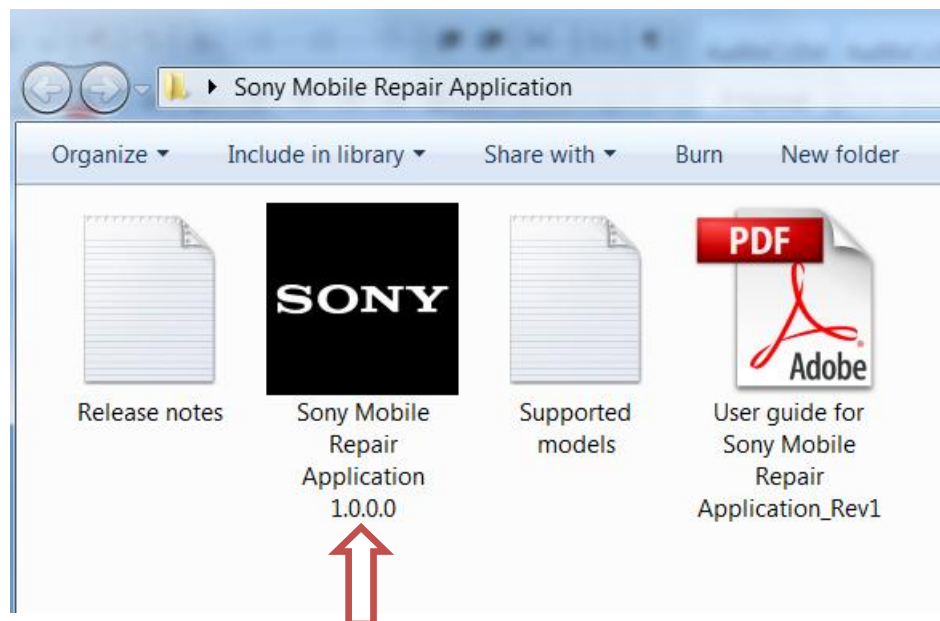 Sony Mobile Repair Application
Organize Include in library Share with Burn New folder
PDF
SONY
Adobe
Release notes
Sony Mobile
Repair
Application
1.0.0.0
Supported
models
User guide for
Sony Mobile
Repair
Application_Rev1